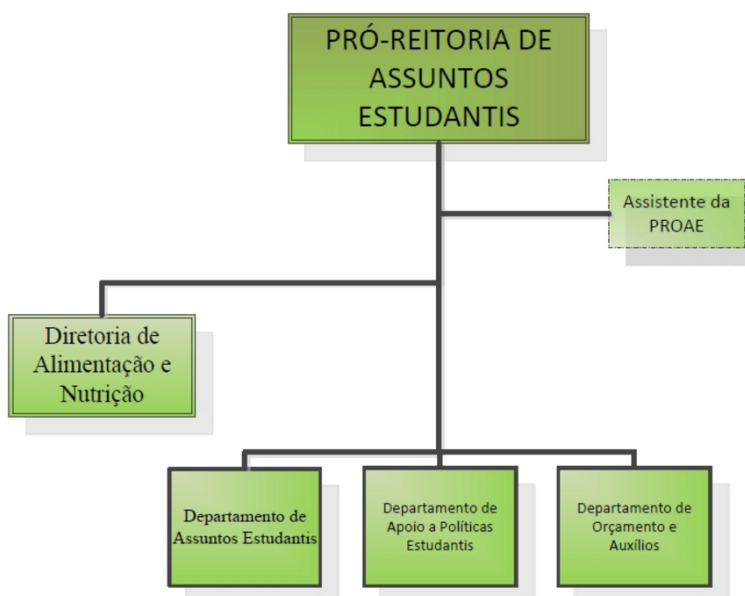 PRÓ-REITORIA DE
ASSUNTOS
ESTUDANTIS
Assistente da
PROAE
Diretoria de
Alimentação e
Nutrição
Departamento de
Assuntos Estudantis
Departamento de
Apoio a Políticas
Estudantis
Departamento de
Orçamento e
Auxílios